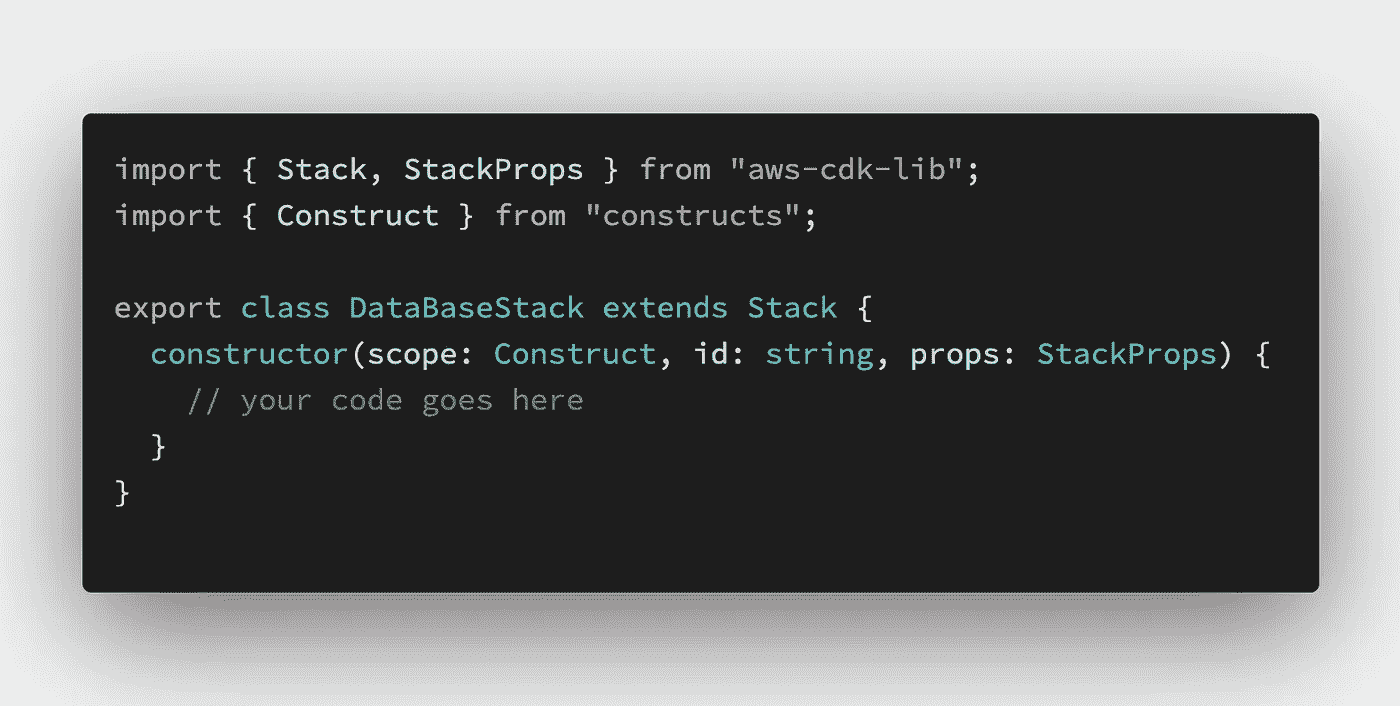 import { Stack, StackProps } from "aws-cdk-lib";
import { Construct } from "constructs";

export class DataBaseStack extends Stack {
  constructor(scope: Construct, id: string, props: StackProps) {
    // your code goes here
  }
}